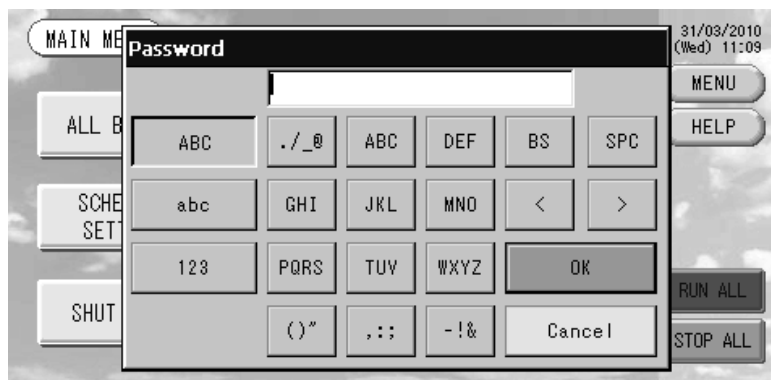 MAIN ME
Password
31/03/2010
(Wed) 11:09
MENU
HELP
ALL B
ABC
./_@
ABC
DEF
BS
SPC
SCHE
SETT
abc
GHI
JKL
MNO
<
>
123
PQRS
TUV
WXYZ
OK
RUN ALL
SHUT
()"
,:;
-!&
Cancel
STOP ALL